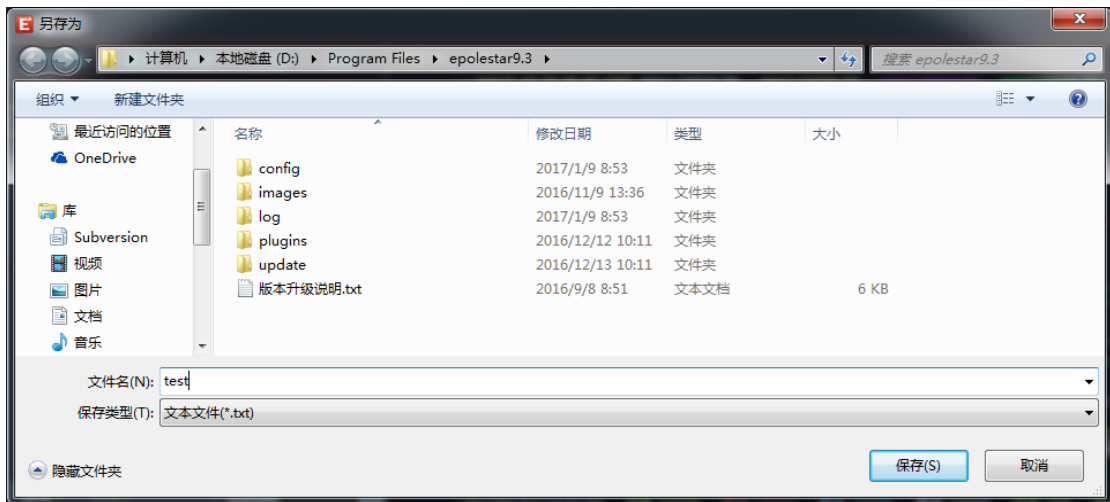 另存为
计算机 本地磁盘 (D:) Program Files epolestar9.3 搜索 epolestar9.3
组织 新建文件夹
最近访问的位置
OneDrive
库
Subversion
视频
图片
文档
音乐
名称 修改日期 类型 大小
config 2017/1/9 8:53 文件夹
images 2016/11/9 13:36 文件夹
log 2017/1/9 8:53 文件夹
plugins 2016/12/12 10:11 文件夹
update 2016/12/13 10:11 文件夹
版本升级说明.txt 2016/9/8 8:51 文本文档 6 KB
文件名(N): test
保存类型(T): 文本文件(*.txt)
隐藏文件夹 保存(S) 取消